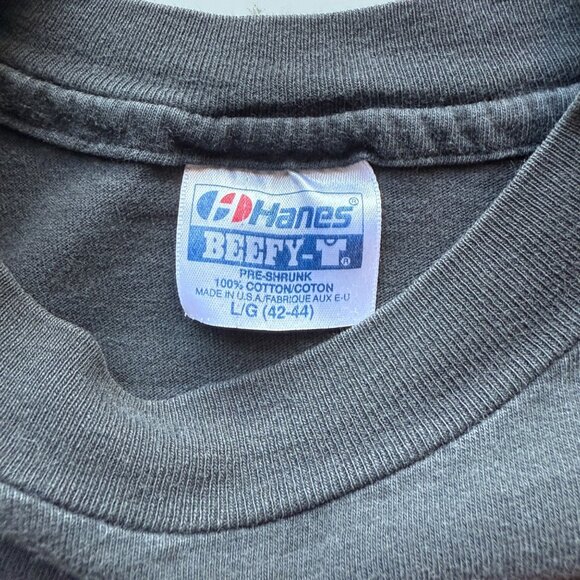 Hanes®
BEEFY-T®
PRE-SHRUNK
100% COTTON/COTON
MADE IN U.S.A./FABRIQUE AUX E-U
L/G (42-44)